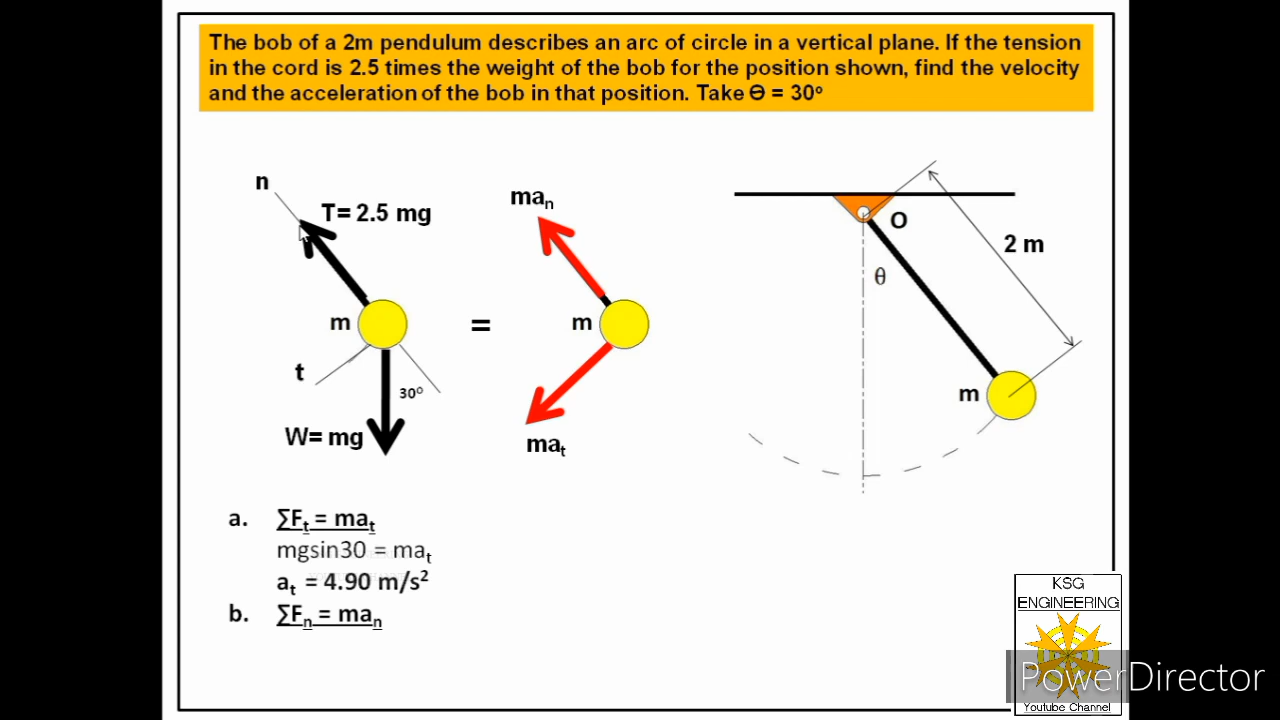 The bob of a 2m pendulum describes an arc of circle in a vertical plane. If the tension
in the cord is 2.5 times the weight of the bob for the position shown, find the velocity
and the acceleration of the bob in that position. Take Ɵ = 30º
n
T= 2.5 mg
m
t
30º
W= mg
=
maₙ
m
maₜ
O
θ
2 m
m
a. ∑Fₜ = maₜ
mgsin30 = maₜ
aₜ = 4.90 m/s²
b. ∑Fₙ = maₙ
KSG
ENGINEERING
PowerDirector
Youtube Channel